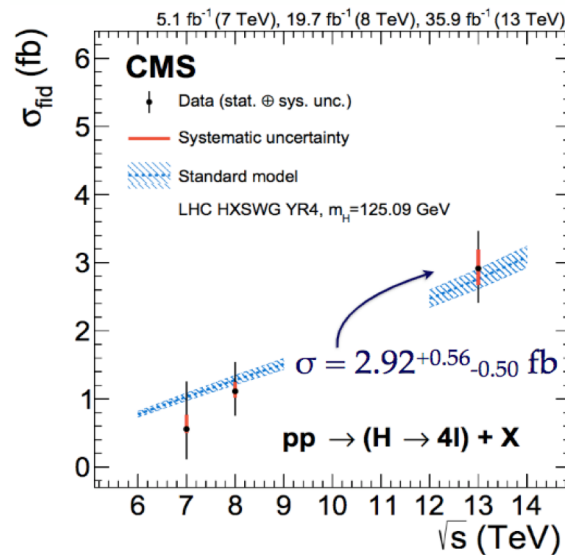 5.1 fb⁻¹ (7 TeV), 19.7 fb⁻¹ (8 TeV), 35.9 fb⁻¹ (13 TeV)
σfid (fb)
CMS
Data (stat. ⊕ sys. unc.)
Systematic uncertainty
Standard model
LHC HXSWG YR4, mH=125.09 GeV
σ = 2.92+0.56-0.50 fb
pp → (H → 4l) + X
6
5
4
3
2
1
0
6 7 8 9 10 11 12 13 14
√s (TeV)